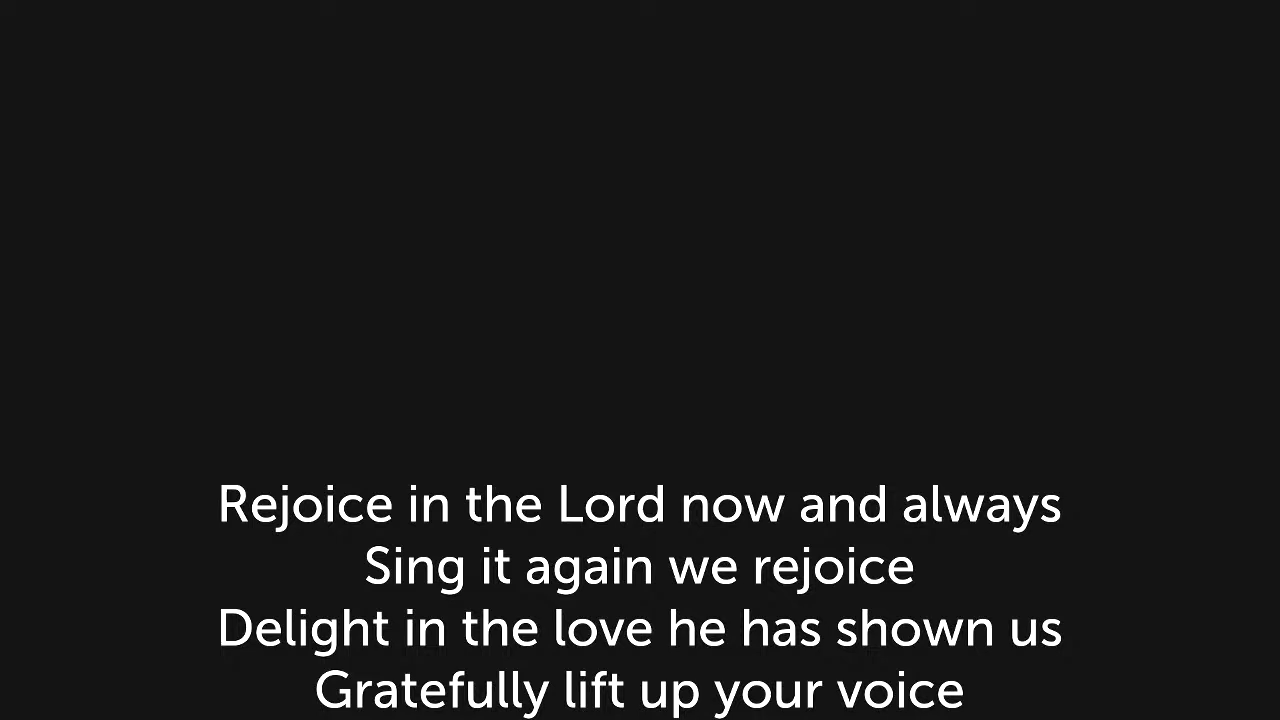 Rejoice in the Lord now and always
Sing it again we rejoice
Delight in the love he has shown us
Gratefully lift up your voice